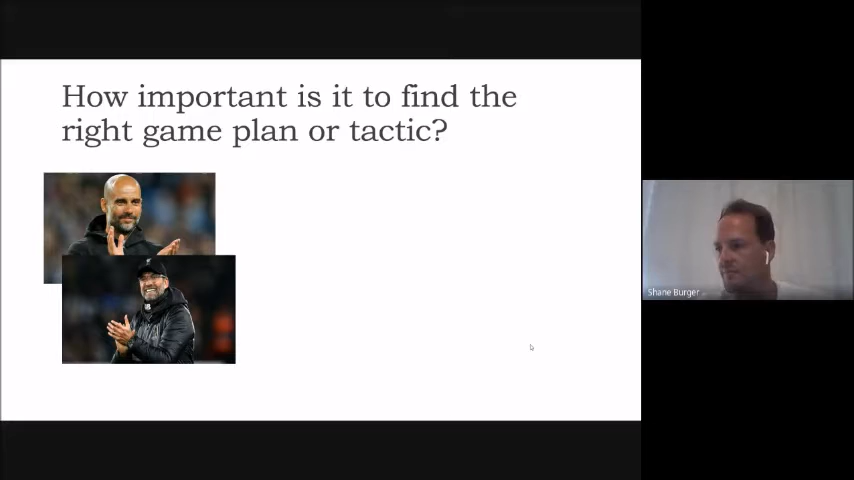 How important is it to find the
right game plan or tactic?
Shane Burger